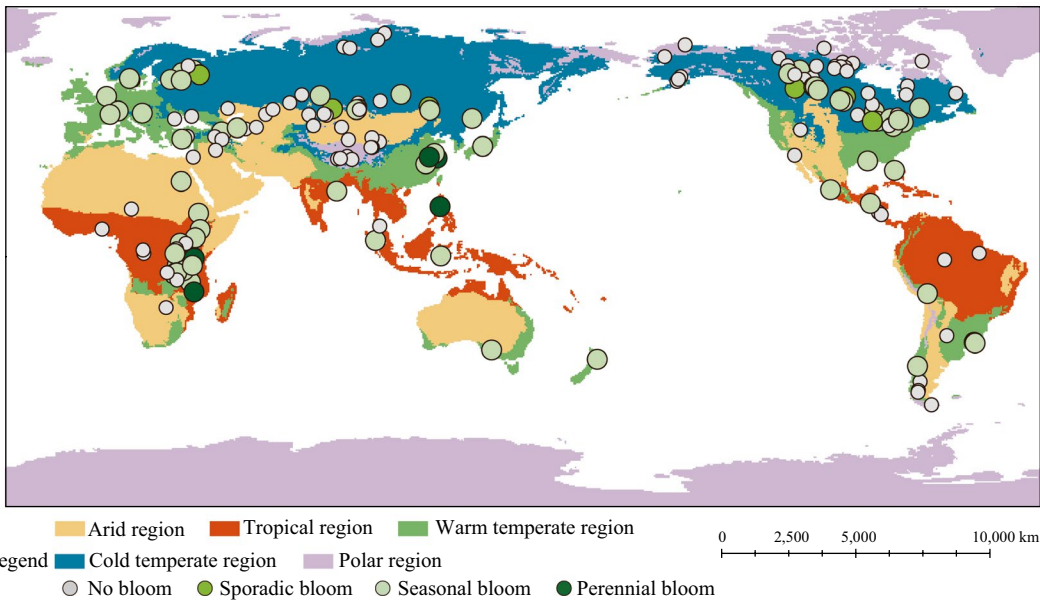 Arid region Tropical region Warm temperate region
egend Cold temperate region Polar region
No bloom Sporadic bloom Seasonal bloom Perennial bloom
0 2,500 5,000 10,000 km